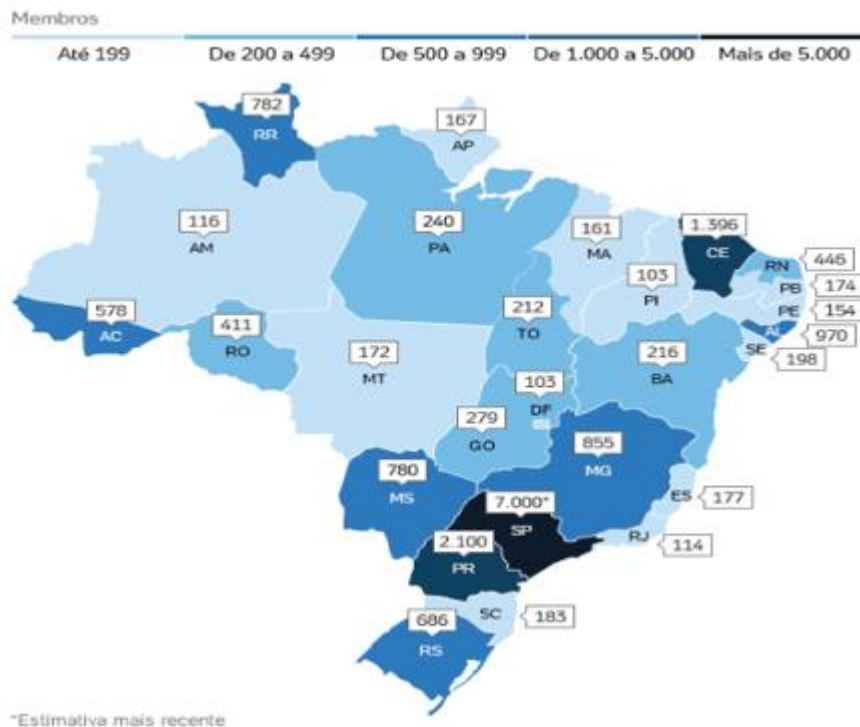 Membros
Até 199 De 200 a 499 De 500 a 999 De 1.000 a 5.000 Mais de 5.000
782
RR
167
AP
116
AM
240
PA
161
MA
1.396
CE
103
PI
RN
446
PB
174
PE
154
AL
970
SE
198
578
AC
411
RO
212
TO
172
MT
216
BA
103
DF
279
GO
855
MG
780
MS
ES
177
7.000*
SP
RJ
114
2.100
PR
SC
183
686
RS
*Estimativa mais recente